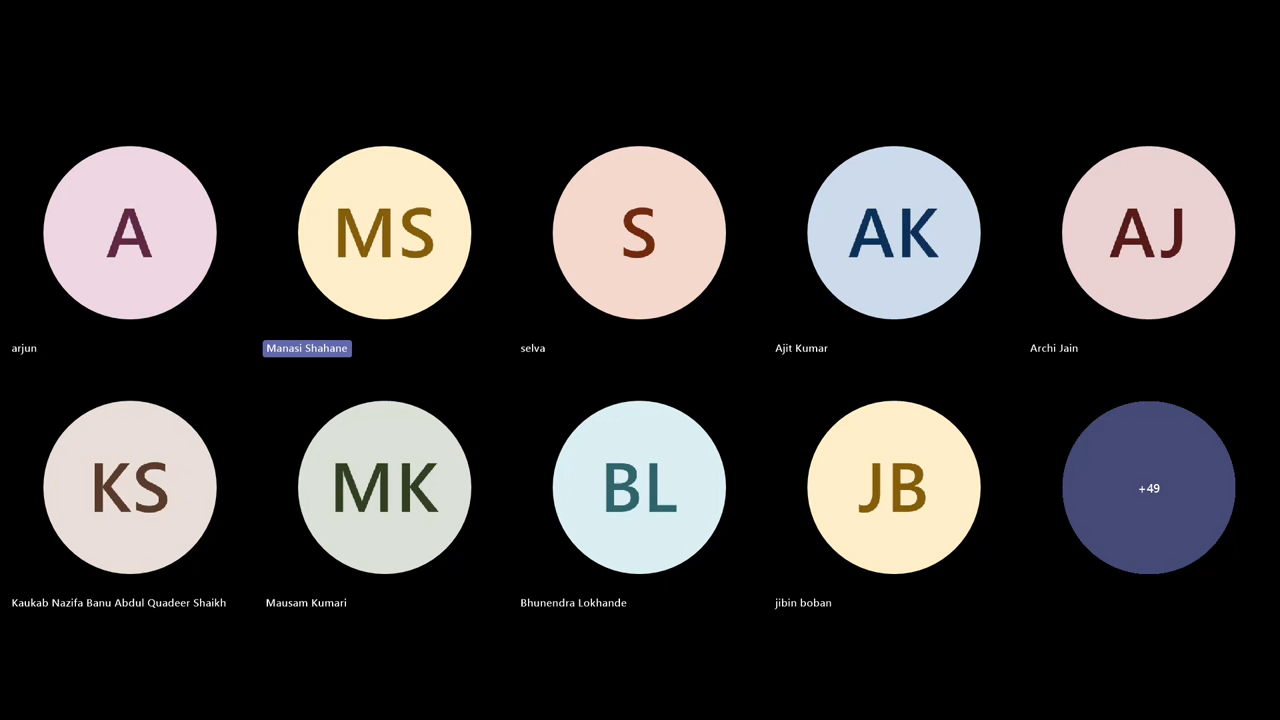 A
MS
S
AK
AJ
arjun
Manasi Shahane
selva
Ajit Kumar
Archi Jain
KS
MK
BL
JB
+49
Kaukab Nazifa Banu Abdul Quadeer Shaikh
Mausam Kumari
Bhunendra Lokhande
jibin boban